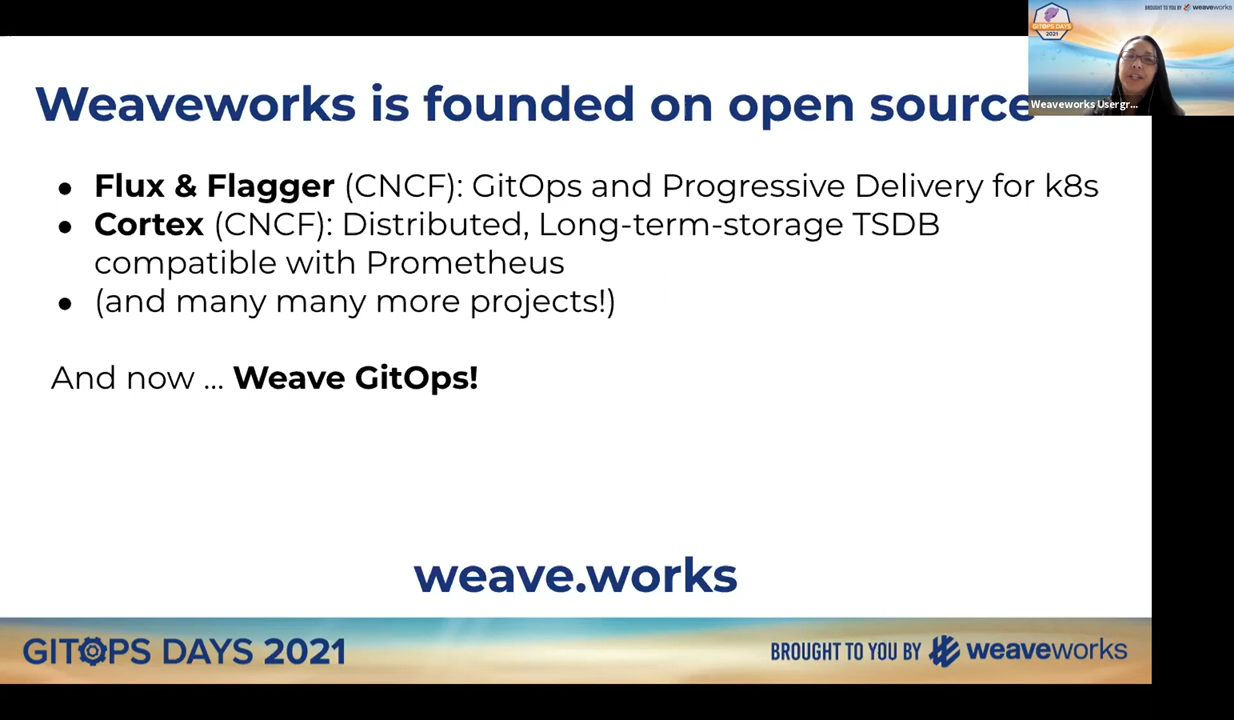 Weaveworks is founded on open source
● Flux & Flagger (CNCF): GitOps and Progressive Delivery for k8s
● Cortex (CNCF): Distributed, Long-term-storage TSDB
compatible with Prometheus
● (and many many more projects!)
And now ... Weave GitOps!
weave.works
GITOPS DAYS 2021
BROUGHT TO YOU BY weaveworks
BROUGHT TO YOU BY weaveworks
GITOPS DAYS
2021
Weaveworks Usergr...